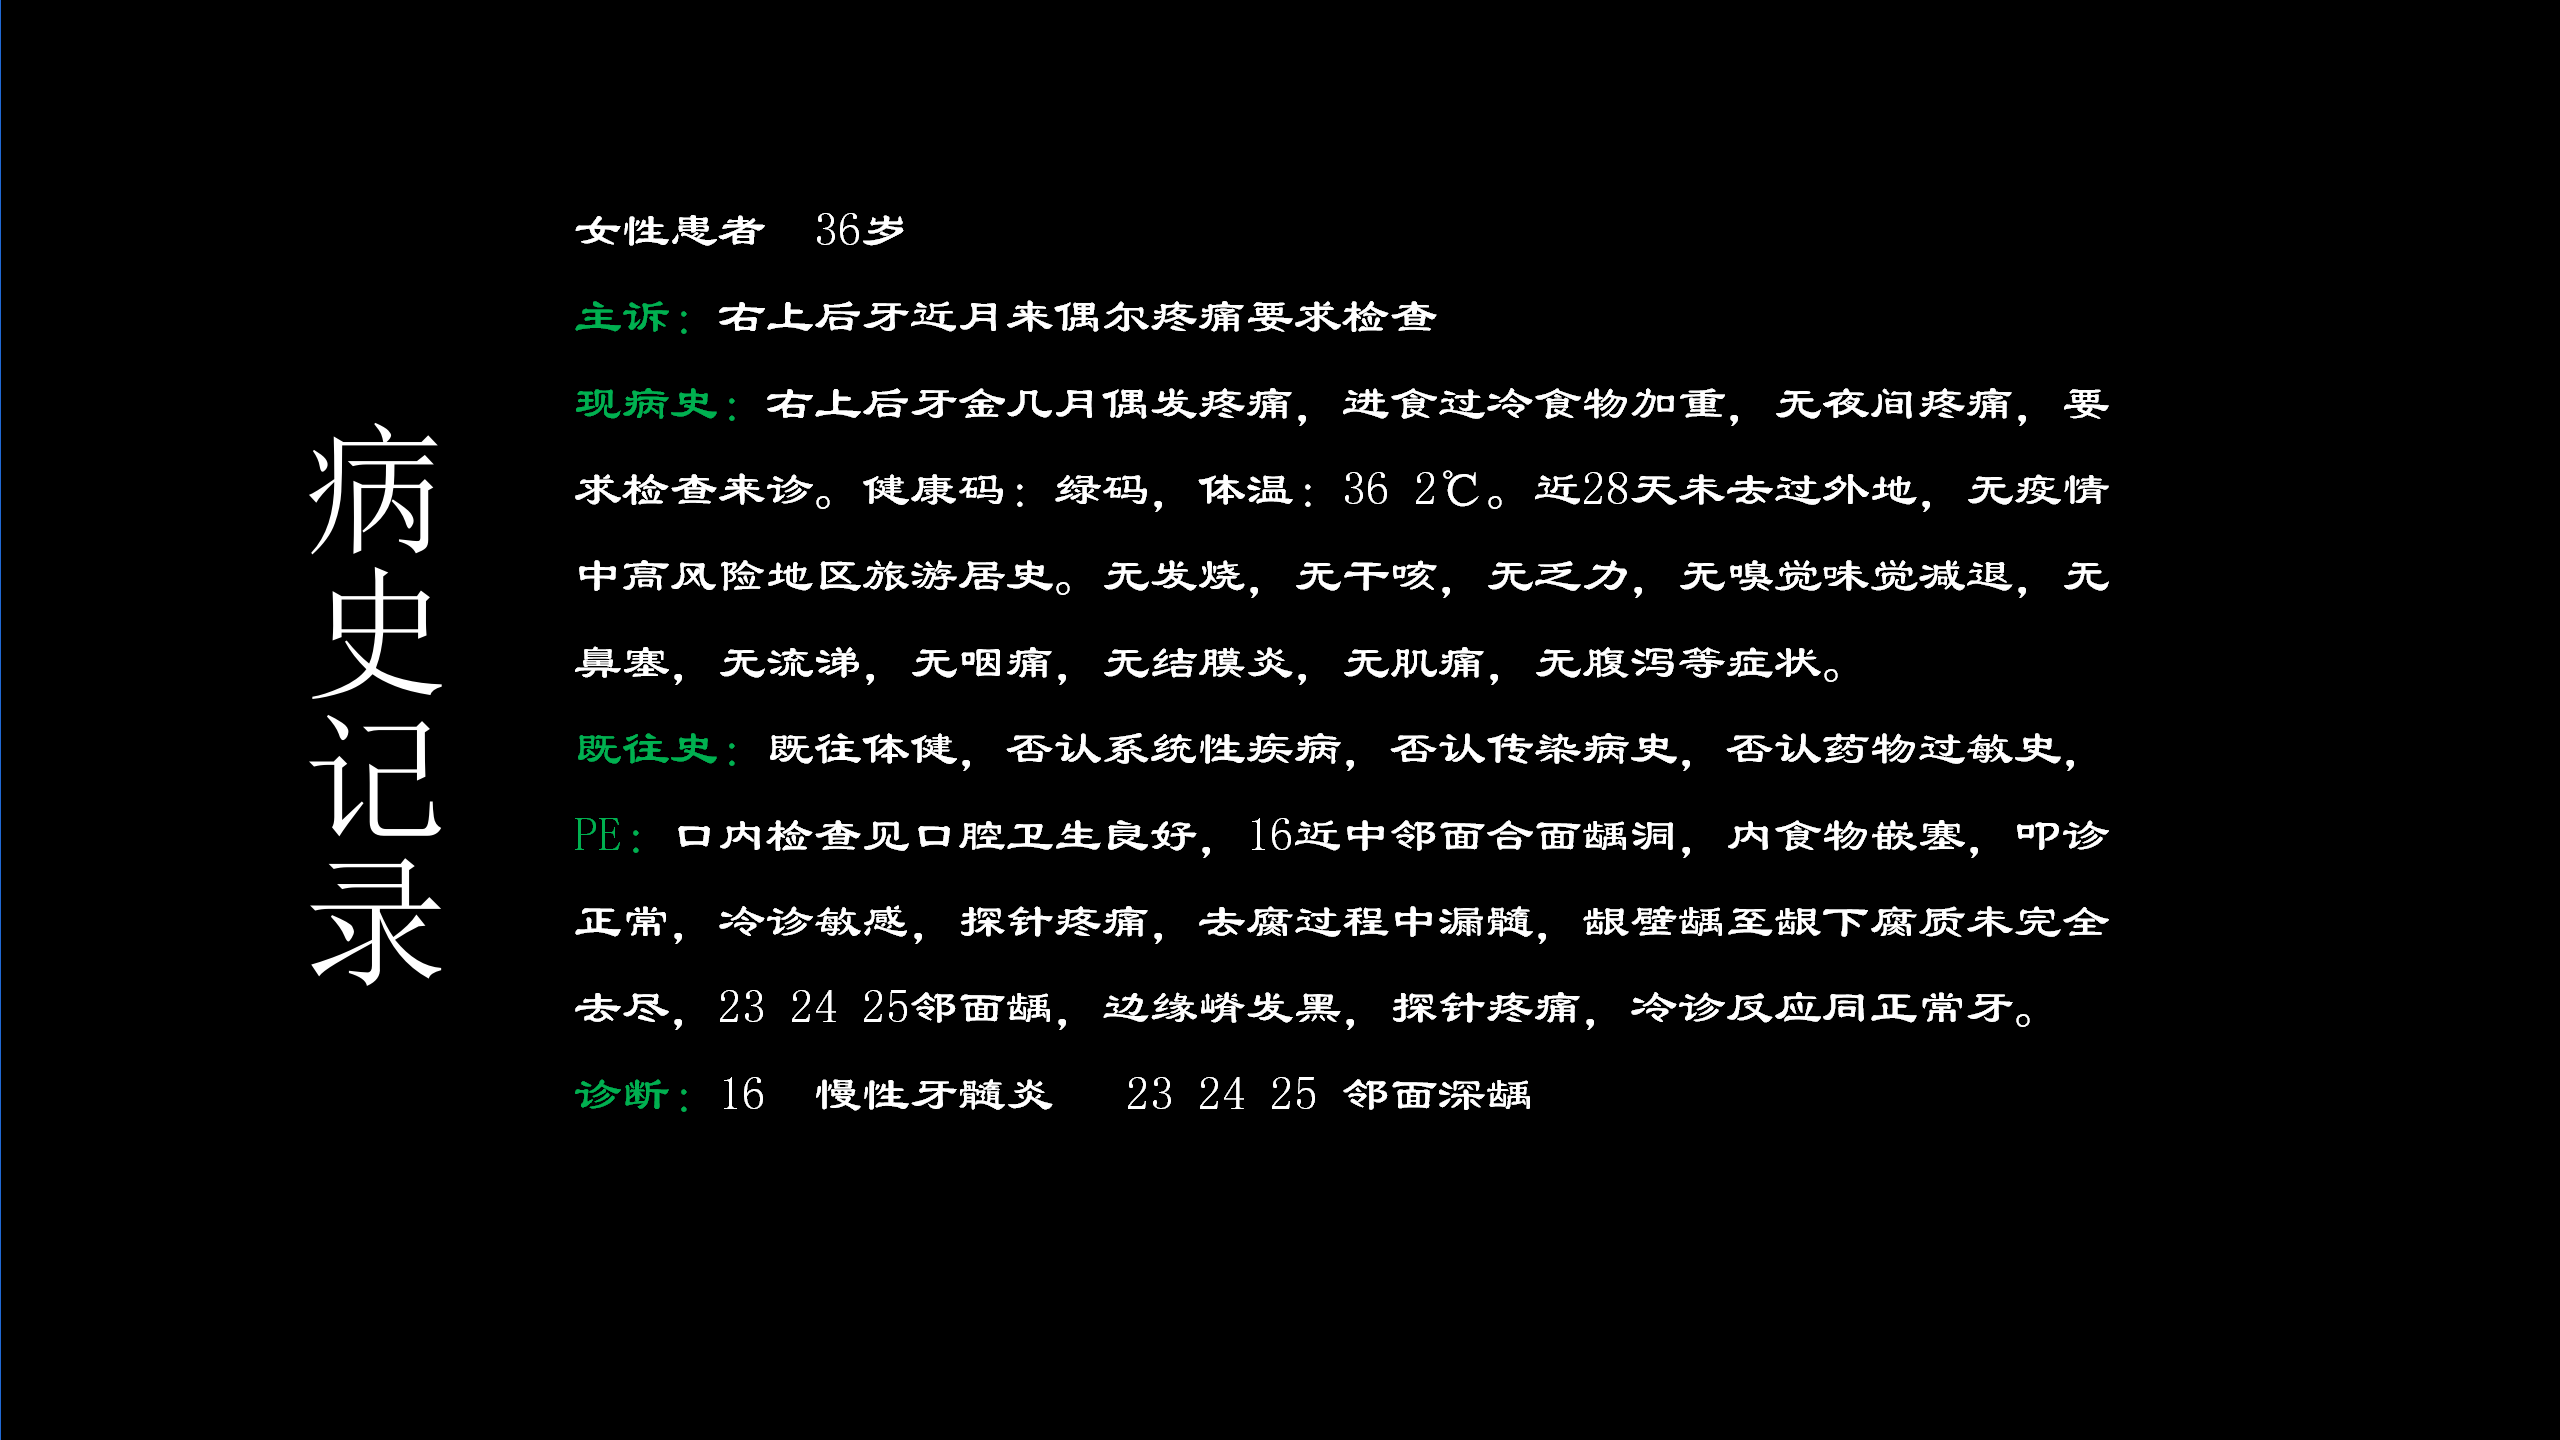 病史记录
女性患者 36岁
主诉：右上后牙近月来偶尔疼痛要求检查
现病史：右上后牙金几月偶发疼痛，进食过冷食物加重，无夜间疼痛，要
求检查来诊。健康码：绿码，体温：36 2℃。近28天未去过外地，无疫情
中高风险地区旅游居史。无发烧，无干咳，无乏力，无嗅觉味觉减退，无
鼻塞，无流涕，无咽痛，无结膜炎，无肌痛，无腹泻等症状。
既往史：既往体健，否认系统性疾病，否认传染病史，否认药物过敏史，
PE：口内检查见口腔卫生良好，16近中邻面合面龋洞，内食物嵌塞，叩诊
正常，冷诊敏感，探针疼痛，去腐过程中漏髓，龈壁龋至龈下腐质未完全
去尽，23 24 25邻面龋，边缘嵴发黑，探针疼痛，冷诊反应同正常牙。
诊断：16 慢性牙髓炎 23 24 25 邻面深龋